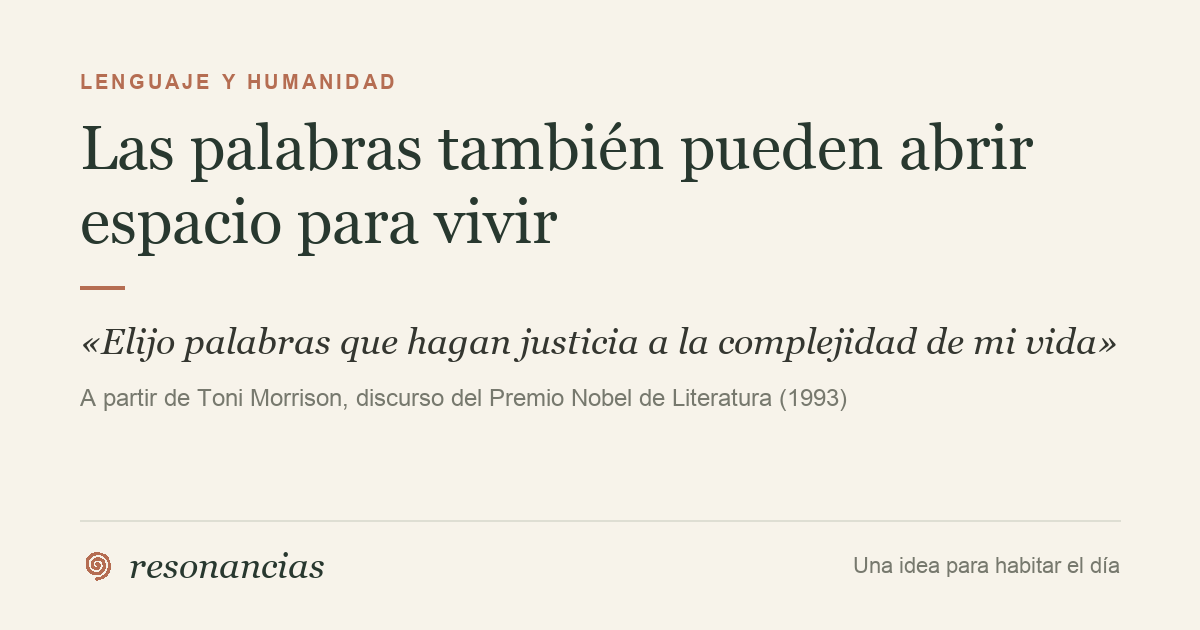 LENGUAJE Y HUMANIDAD
Las palabras también pueden abrir
espacio para vivir
«Elijo palabras que hagan justicia a la complejidad de mi vida»
A partir de Toni Morrison, discurso del Premio Nobel de Literatura (1993)
resonancias
Una idea para habitar el día